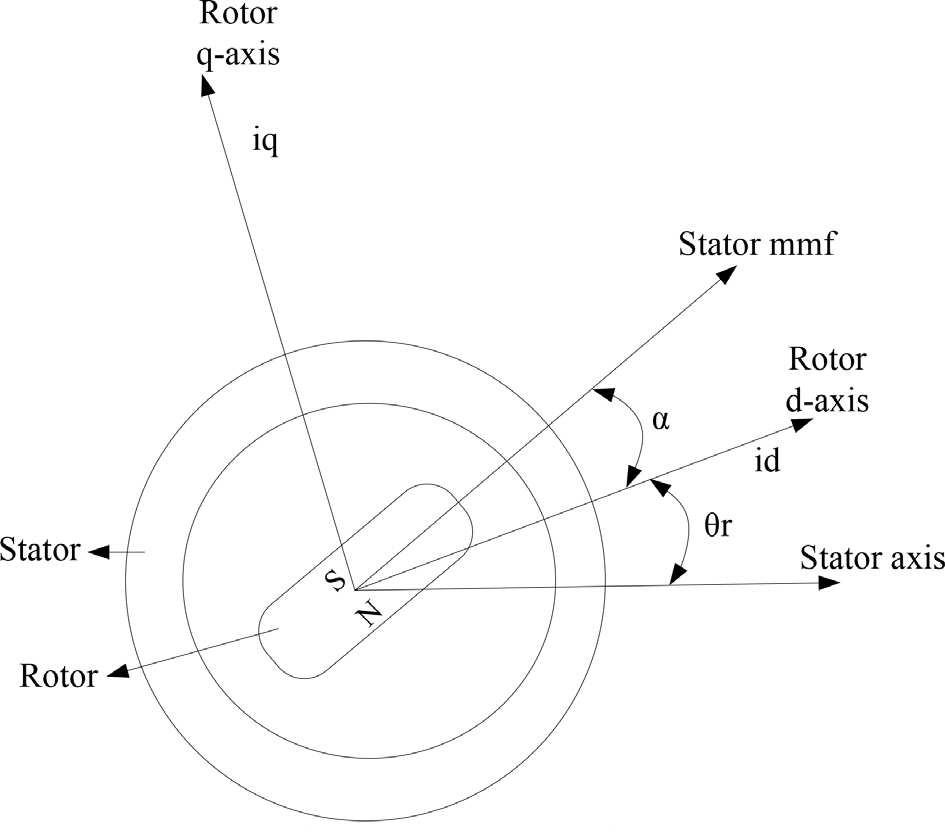 Rotor
q-axis
iq
Stator mmf
Rotor
d-axis
α
id
θr
Stator axis
Stator
S
N
Rotor